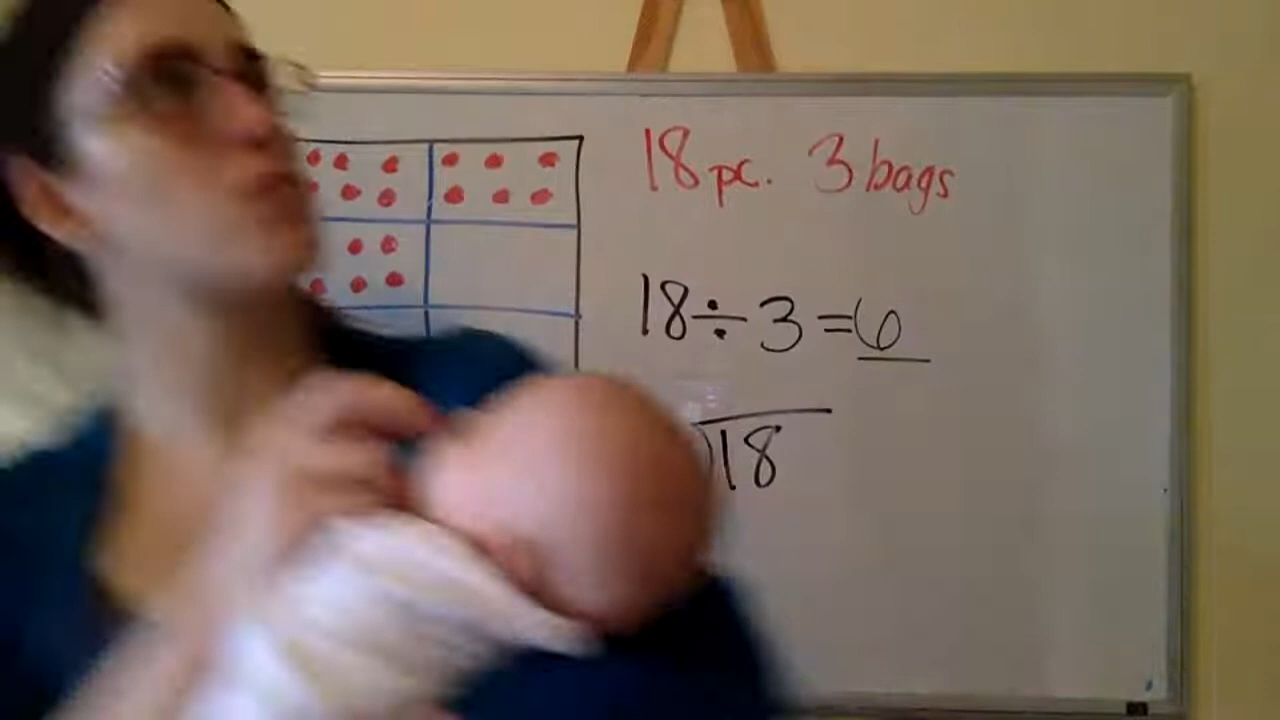 18 pc. 3 bags
18 ÷ 3 = 6
)18